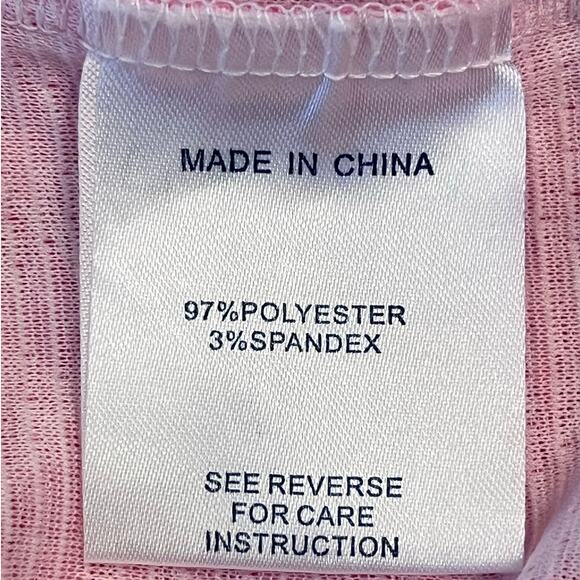 MADE IN CHINA
97%POLYESTER
3%SPANDEX
SEE REVERSE
FOR CARE
INSTRUCTION